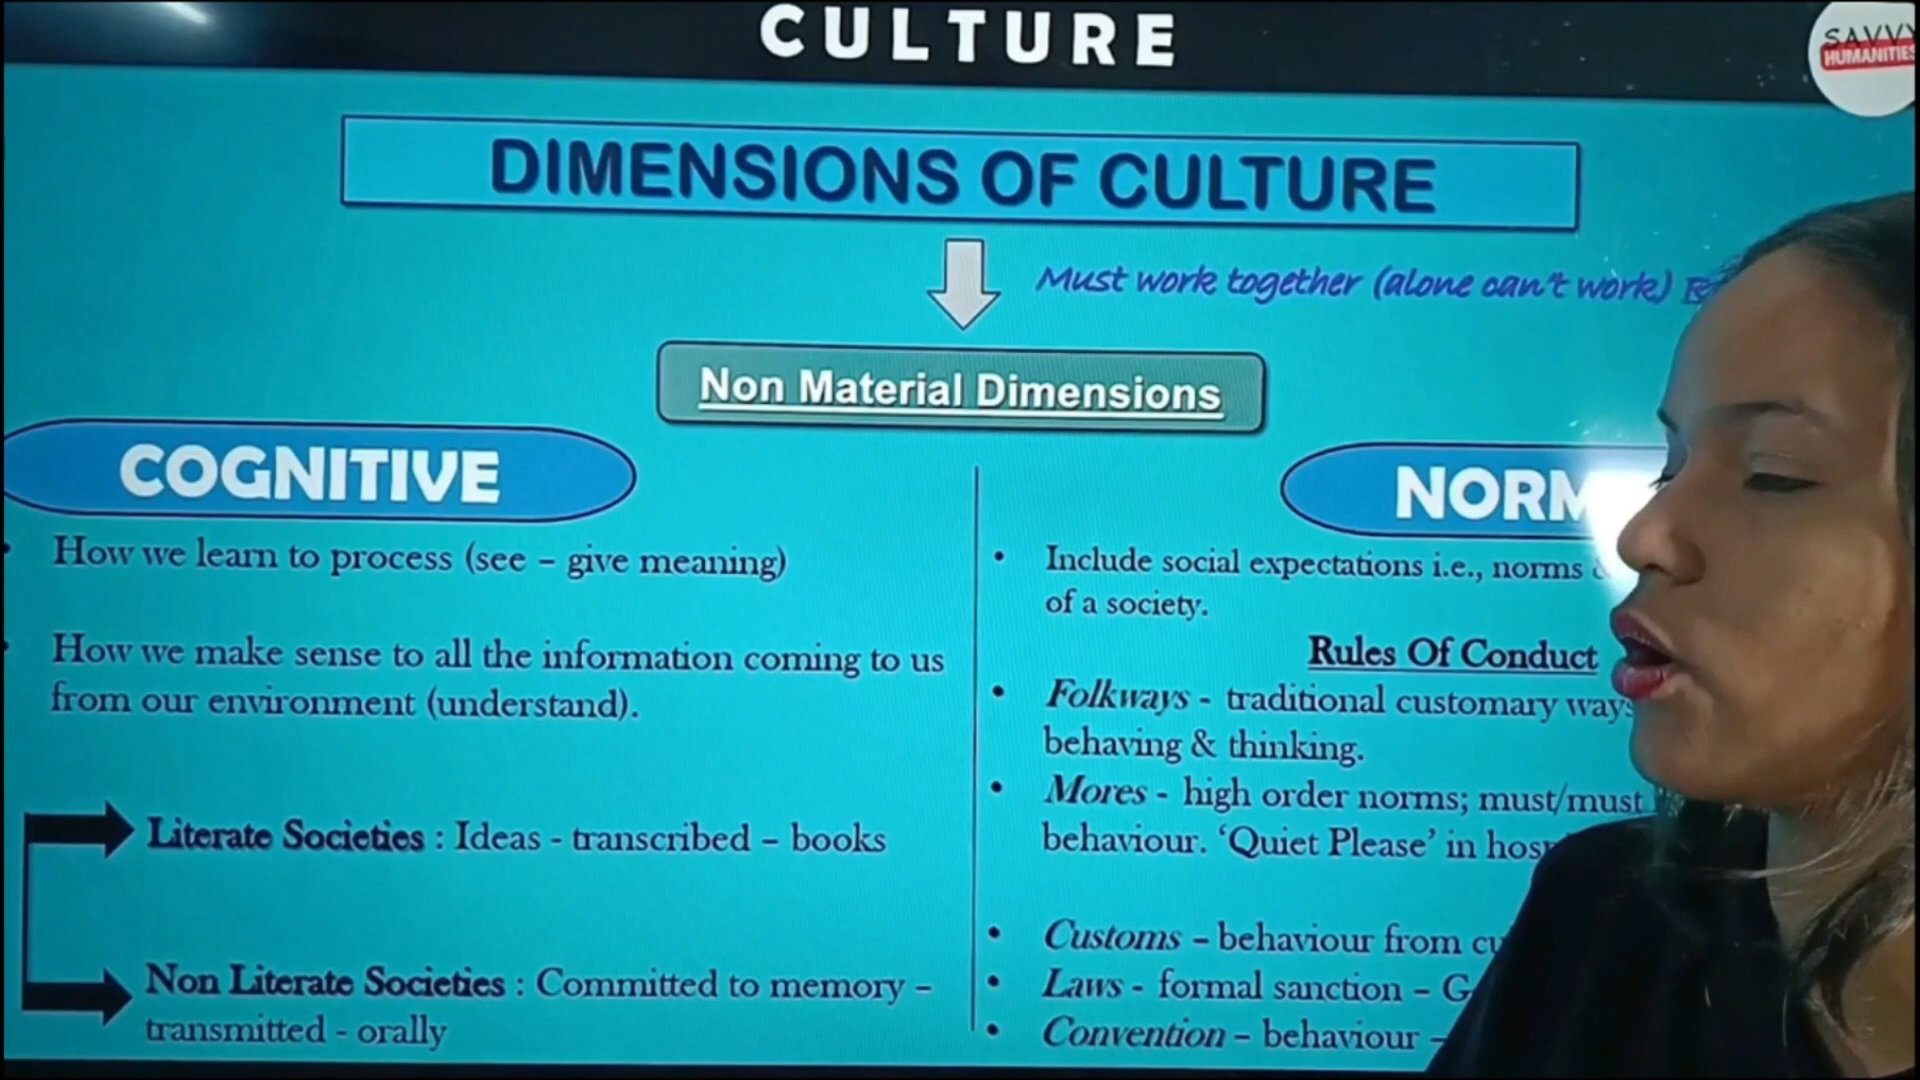 CULTURE
SAVVY
HUMANITIES
DIMENSIONS OF CULTURE
Must work together (alone can't work)
Non Material Dimensions
COGNITIVE
• How we learn to process (see – give meaning)
• How we make sense to all the information coming to us
from our environment (understand).
Literate Societies : Ideas - transcribed – books
Non Literate Societies : Committed to memory –
transmitted - orally
NORM
• Include social expectations i.e., norms
of a society.
Rules Of Conduct
• Folkways - traditional customary ways
behaving & thinking.
• Mores - high order norms; must/must
behaviour. ‘Quiet Please’ in
• Customs – behaviour from
• Laws - formal sanction –
• Convention – behaviour –